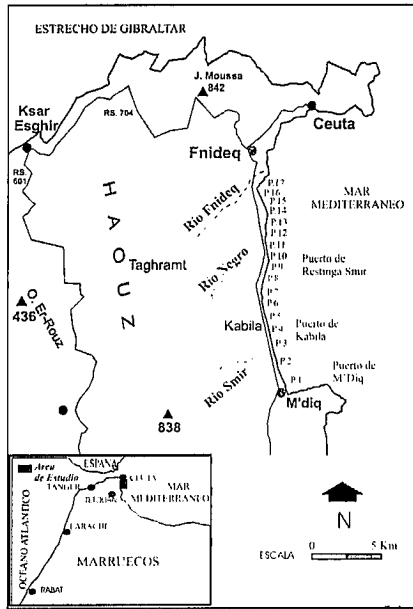 ESTRECHO DE GIBRALTAR
J. Moussa
842
Ksar
Esghir
RS. 704
Ceuta
Fnideq
RS.
601
P.17
P.16
P.15
P.14
P.13
P.12
P.11
P.10
P.9
P.8
P.7
P.6
P.5
P.4
P.3
P.2
P.1
MAR
MEDITERRANEO
HAOUZ
Rio Fnideq
Taghramt
Rio Negro
Puerto de
Restinga Smir
O. Er-Rouz
436
Kabila
Puerto de
Kabila
Rio Smir
Puerto de
M'Diq
M'diq
838
Area
de Estudio
ESPAÑA
CEUTA
TANGER
MAR
MEDITERRANEO
OCEANO ATLANTICO
LARACHE
MARRUECOS
RABAT
N
ESCALA
0
5 Km